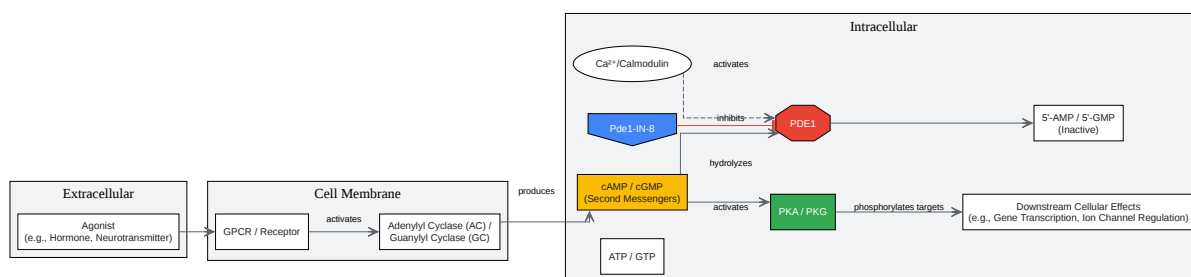 Intracellular
Ca²⁺/Calmodulin
activates
Pde1-IN-8
inhibits
PDE1
5'-AMP / 5'-GMP
(Inactive)
hydrolyzes
Extracellular
Agonist
(e.g., Hormone, Neurotransmitter)
Cell Membrane
GPCR / Receptor
activates
Adenylyl Cyclase (AC) /
Guanylyl Cyclase (GC)
produces
cAMP / cGMP
(Second Messengers)
activates
PKA / PKG
phosphorylates targets
Downstream Cellular Effects
(e.g., Gene Transcription, Ion Channel Regulation)
ATP / GTP